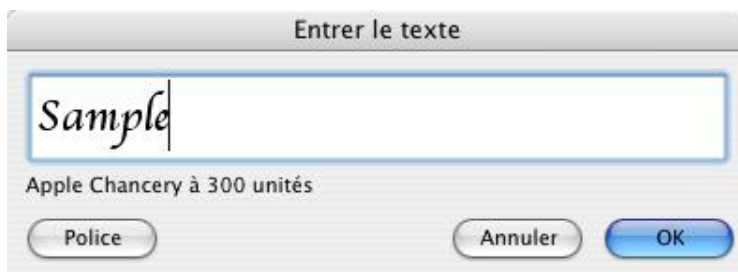 Entrer le texte
Sample
Apple Chancery à 300 unités
Police Annuler OK